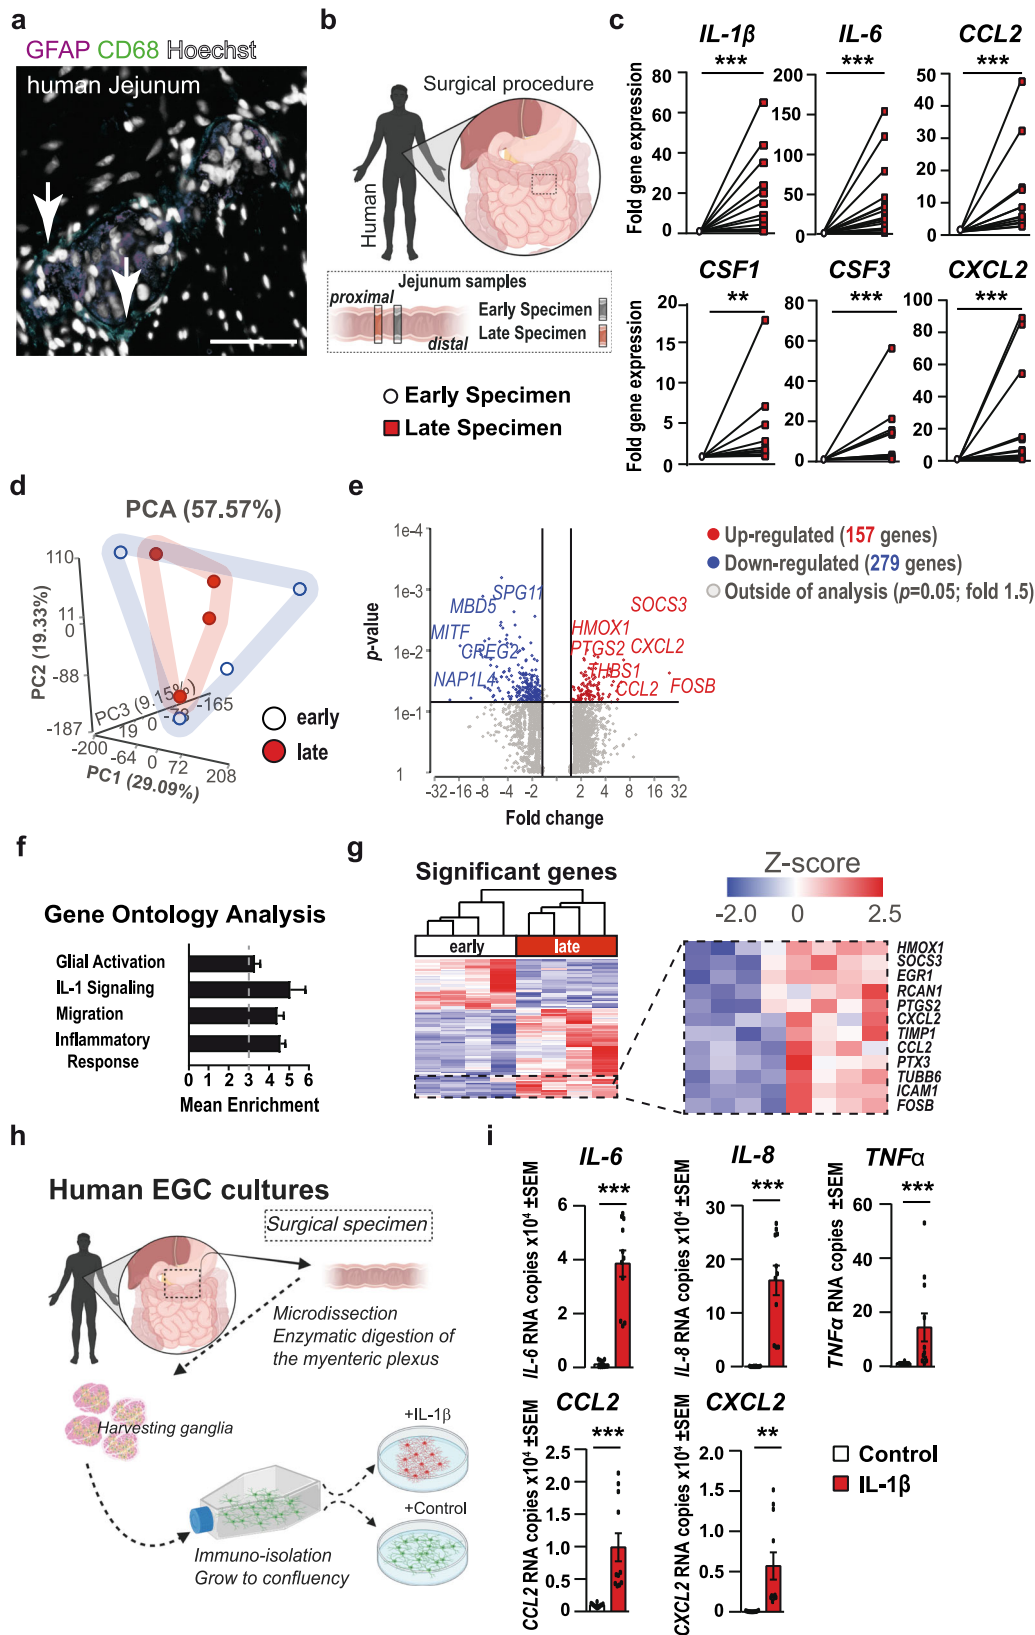 a
GFAP CD68 Hoechst
human Jejunum
b
Surgical procedure
Human
Jejunum samples
proximal
distal
Early Specimen
Late Specimen
Early Specimen
Late Specimen
c
IL-1β
***
Fold gene expression
80
60
40
20
0
IL-6
***
200
150
100
50
0
CCL2
***
50
40
30
20
10
0
CSF1
**
Fold gene expression
20
15
10
5
0
CSF3
***
80
60
40
20
0
CXCL2
***
100
80
60
40
20
0
d
PCA (57.57%)
PC2 (19.33%)
110
11
0
-88
-187
PC3 (9.15%)
19
0
-165
-200
-64
0
72
208
PC1 (29.09%)
early
late
e
p-value
1e-4
1e-3
1e-2
1e-1
1
SPG11
MBD5
MITF
CREG2
NAP1L4
SOCS3
HMOX1
PTGS2
CXCL2
THBS1
CCL2
FOSB
-32
-16
-8
-4
-2
2
4
8
16
32
Fold change
Up-regulated (157 genes)
Down-regulated (279 genes)
Outside of analysis (p=0.05; fold 1.5)
f
Gene Ontology Analysis
Glial Activation
IL-1 Signaling
Migration
Inflammatory
Response
0 1 2 3 4 5 6
Mean Enrichment
g
Significant genes
early
late
Z-score
-2.0
0
2.5
HMOX1
SOCS3
EGR1
RCAN1
PTGS2
CXCL2
TIMP1
CCL2
PTX3
TUBB6
ICAM1
FOSB
h
Human EGC cultures
Surgical specimen
Microdissection
Enzymatic digestion of
the myenteric plexus
Harvesting ganglia
+IL-1β
+Control
Immuno-isolation
Grow to confluency
i
IL-6
***
IL-6 RNA copies x10⁴ ±SEM
6
4
2
0
IL-8
***
IL-8 RNA copies x10⁴ ±SEM
30
20
10
0
TNFα
***
TNFα RNA copies ±SEM
60
40
20
0
CCL2
***
CCL2 RNA copies x10⁴ ±SEM
2.5
2.0
1.5
1.0
0.5
0
CXCL2
**
CXCL2 RNA copies x10⁴ ±SEM
2.0
1.5
1.0
0.5
0
Control
IL-1β